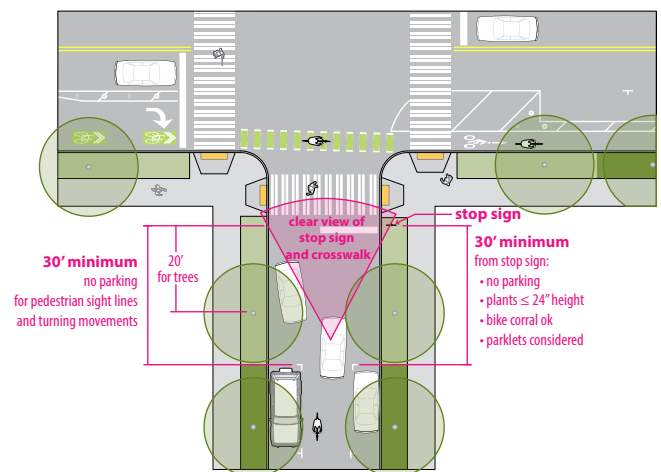 clear view of
stop sign
and crosswalk
stop sign
30’ minimum
no parking
for pedestrian sight lines
and turning movements
20’
for trees
30’ minimum
from stop sign:
• no parking
• plants ≤ 24” height
• bike corral ok
• parklets considered